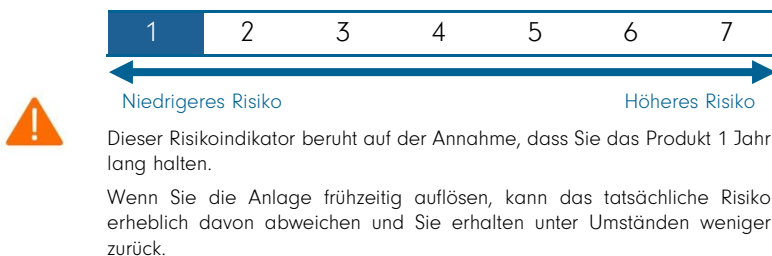 1 2 3 4 5 6 7
Niedrigeres Risiko Höheres Risiko
Dieser Risikoindikator beruht auf der Annahme, dass Sie das Produkt 1 Jahr
lang halten.
Wenn Sie die Anlage frühzeitig auflösen, kann das tatsächliche Risiko
erheblich davon abweichen und Sie erhalten unter Umständen weniger
zurück.